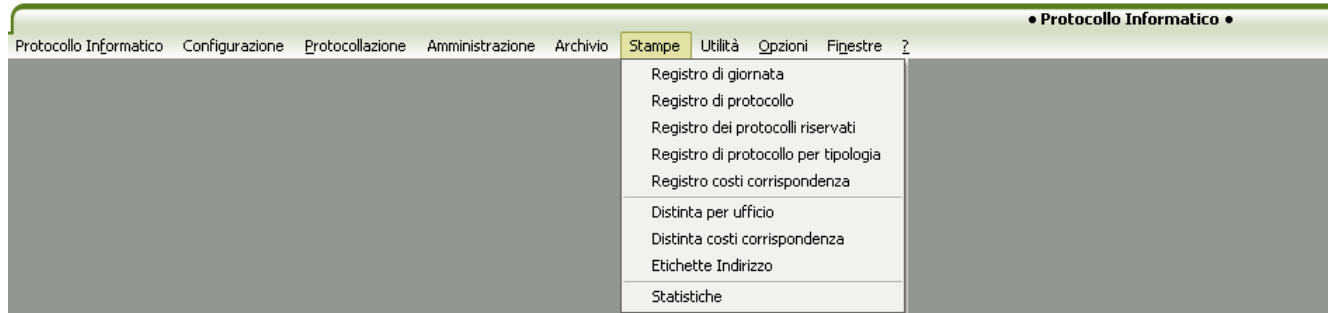 • Protocollo Informatico •
Protocollo Informatico Configurazione Protocollazione Amministrazione Archivio Stampe Utilità Opzioni Finestre ?
Registro di giornata
Registro di protocollo
Registro dei protocolli riservati
Registro di protocollo per tipologia
Registro costi corrispondenza
Distinta per ufficio
Distinta costi corrispondenza
Etichette Indirizzo
Statistiche